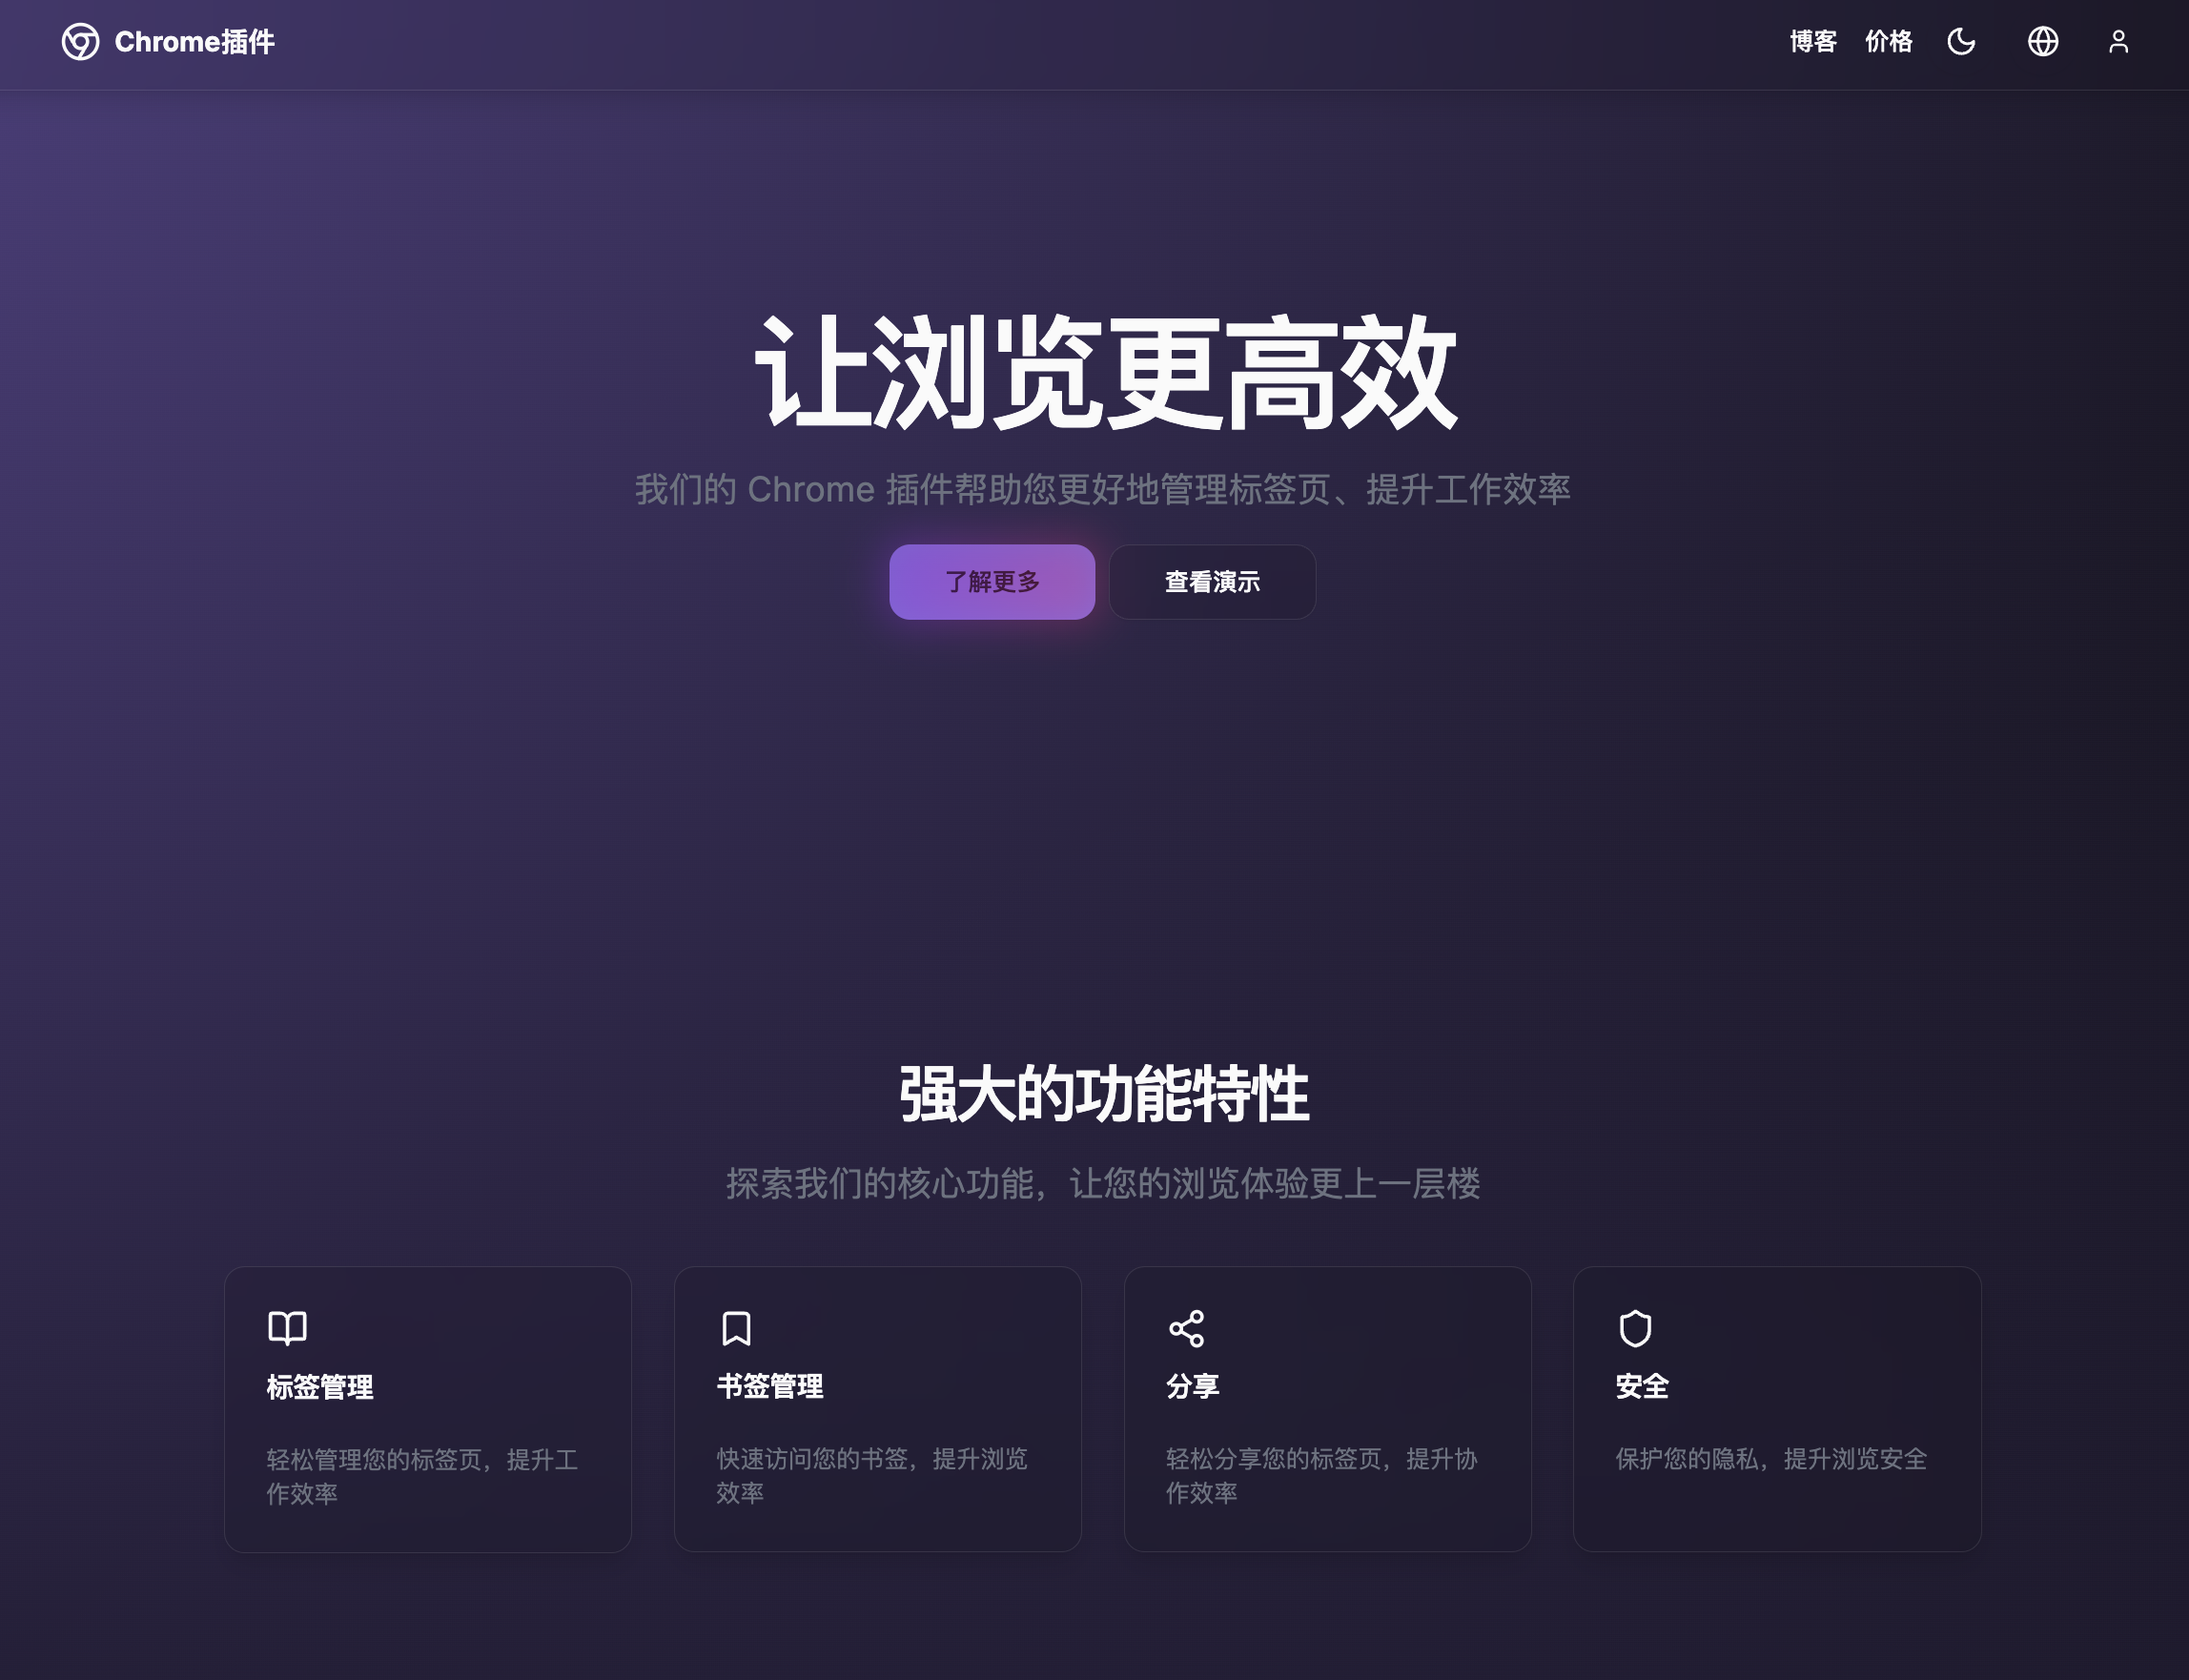 Chrome插件
博客 价格
让浏览更高效
我们的 Chrome 插件帮助您更好地管理标签页、提升工作效率
了解更多 查看演示
强大的功能特性
探索我们的核心功能，让您的浏览体验更上一层楼
标签管理
轻松管理您的标签页，提升工
作效率
书签管理
快速访问您的书签，提升浏览
效率
分享
轻松分享您的标签页，提升协
作效率
安全
保护您的隐私，提升浏览安全